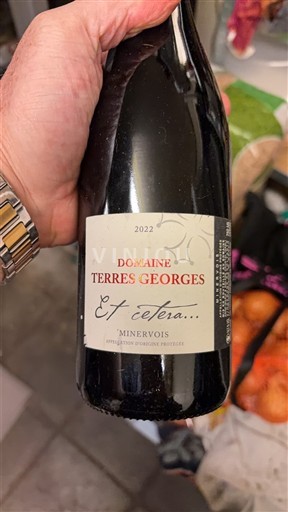 2022
DOMAINE
TERRES GEORGES
Et cetera...
MINERVOIS
APPELLATION D'ORIGINE PROTÉGÉE